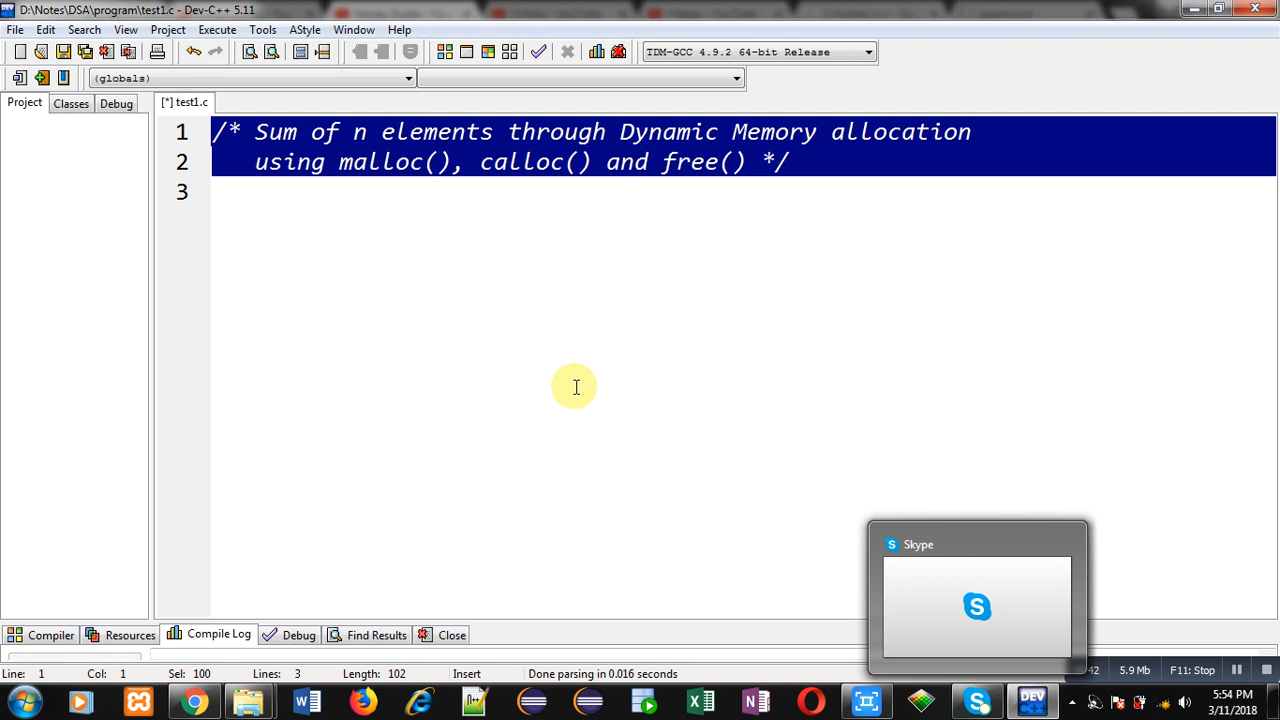 D:\Notes\DSA\program\test1.c - Dev-C++ 5.11
File Edit Search View Project Execute Tools AStyle Window Help
TDM-GCC 4.9.2 64-bit Release
(globals)
Project Classes Debug
[*] test1.c
1 /* Sum of n elements through Dynamic Memory allocation
2 using malloc(), calloc() and free() */
3
Skype
Compiler Resources Compile Log Debug Find Results Close
Line: 1 Col: 1 Sel: 100 Lines: 3 Length: 102 Insert Done parsing in 0.016 seconds
42 5.9 Mb F11: Stop
5:54 PM
3/11/2018